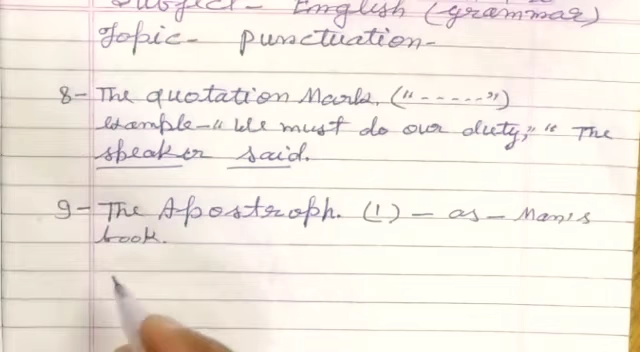 Subject- English (grammar)
Topic- Punctuation-
8- The quotation Mark. ("-----")
example-" We must do our duty," " The
speaker said.
9- The Apostroph. (') - as - Man's
book.